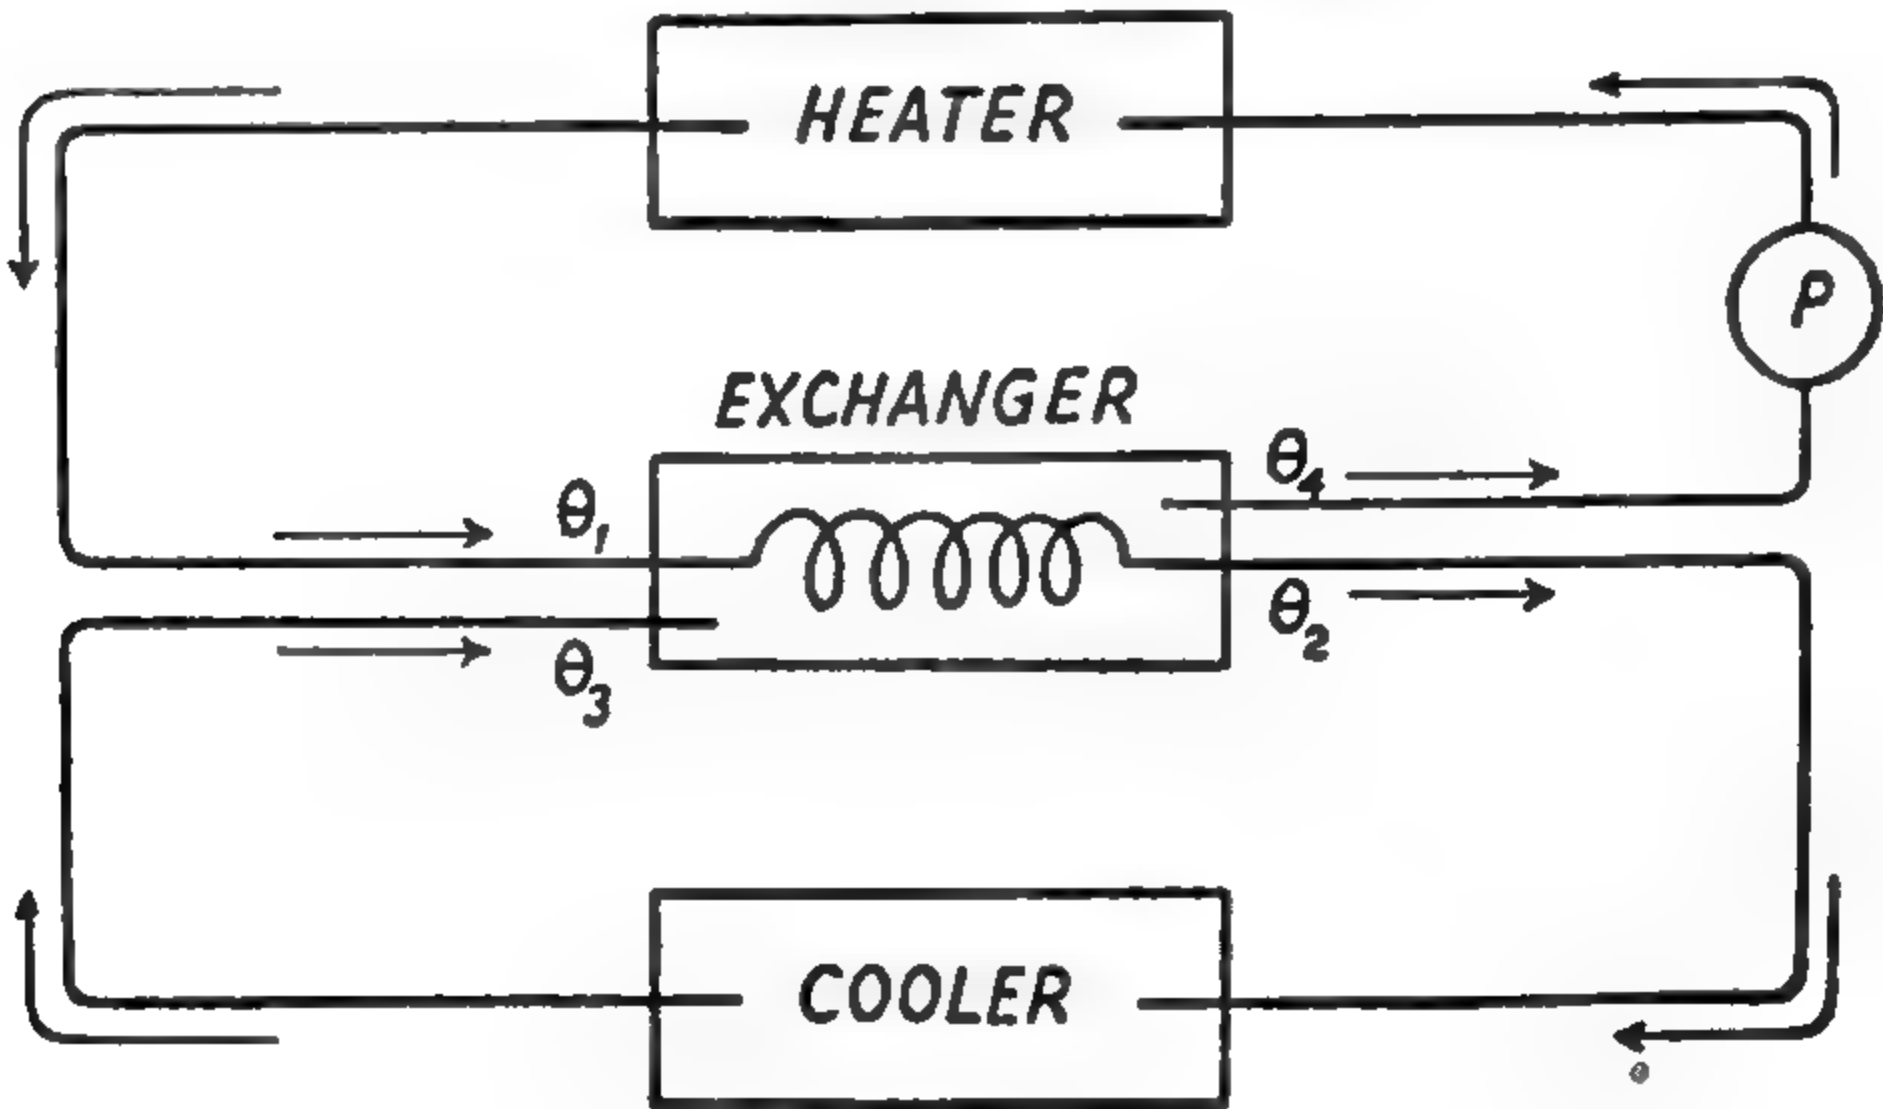 HEATER
P
EXCHANGER
θ₁
θ₄
θ₃
θ₂
COOLER